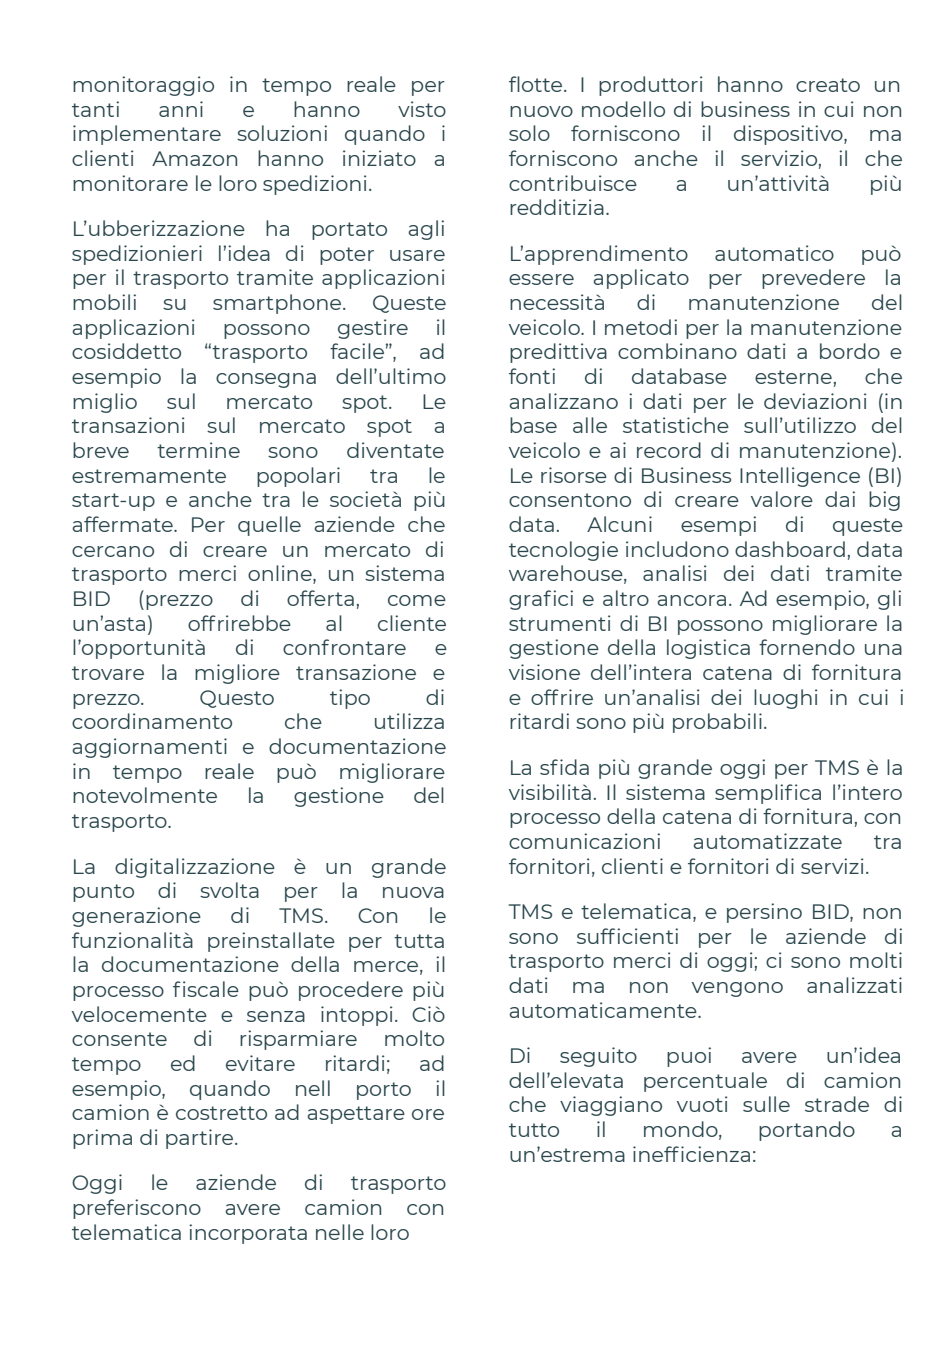 monitoraggio in tempo reale per
tanti anni e hanno visto
implementare soluzioni quando i
clienti Amazon hanno iniziato a
monitorare le loro spedizioni.
L’ubberizzazione ha portato agli
spedizionieri l’idea di poter usare
per il trasporto tramite applicazioni
mobili su smartphone. Queste
applicazioni possono gestire il
cosiddetto “trasporto facile”, ad
esempio la consegna dell’ultimo
miglio sul mercato spot. Le
transazioni sul mercato spot a
breve termine sono diventate
estremamente popolari tra le
start-up e anche tra le società più
affermate. Per quelle aziende che
cercano di creare un mercato di
trasporto merci online, un sistema
BID (prezzo di offerta, come
un’asta) offrirebbe al cliente
l’opportunità di confrontare e
trovare la migliore transazione e
prezzo. Questo tipo di
coordinamento che utilizza
aggiornamenti e documentazione
in tempo reale può migliorare
notevolmente la gestione del
trasporto.
La digitalizzazione è un grande
punto di svolta per la nuova
generazione di TMS. Con le
funzionalità preinstallate per tutta
la documentazione della merce, il
processo fiscale può procedere più
velocemente e senza intoppi. Ciò
consente di risparmiare molto
tempo ed evitare ritardi; ad
esempio, quando nell porto il
camion è costretto ad aspettare ore
prima di partire.
Oggi le aziende di trasporto
preferiscono avere camion con
telematica incorporata nelle loro
flotte. I produttori hanno creato un
nuovo modello di business in cui non
solo forniscono il dispositivo, ma
forniscono anche il servizio, il che
contribuisce a un’attività più
redditizia.
L’apprendimento automatico può
essere applicato per prevedere la
necessità di manutenzione del
veicolo. I metodi per la manutenzione
predittiva combinano dati a bordo e
fonti di database esterne, che
analizzano i dati per le deviazioni (in
base alle statistiche sull’utilizzo del
veicolo e ai record di manutenzione).
Le risorse di Business Intelligence (BI)
consentono di creare valore dai big
data. Alcuni esempi di queste
tecnologie includono dashboard, data
warehouse, analisi dei dati tramite
grafici e altro ancora. Ad esempio, gli
strumenti di BI possono migliorare la
gestione della logistica fornendo una
visione dell’intera catena di fornitura
e offrire un’analisi dei luoghi in cui i
ritardi sono più probabili.
La sfida più grande oggi per TMS è la
visibilità. Il sistema semplifica l’intero
processo della catena di fornitura, con
comunicazioni automatizzate tra
fornitori, clienti e fornitori di servizi.
TMS e telematica, e persino BID, non
sono sufficienti per le aziende di
trasporto merci di oggi; ci sono molti
dati ma non vengono analizzati
automaticamente.
Di seguito puoi avere un’idea
dell’elevata percentuale di camion
che viaggiano vuoti sulle strade di
tutto il mondo, portando a
un’estrema inefficienza: